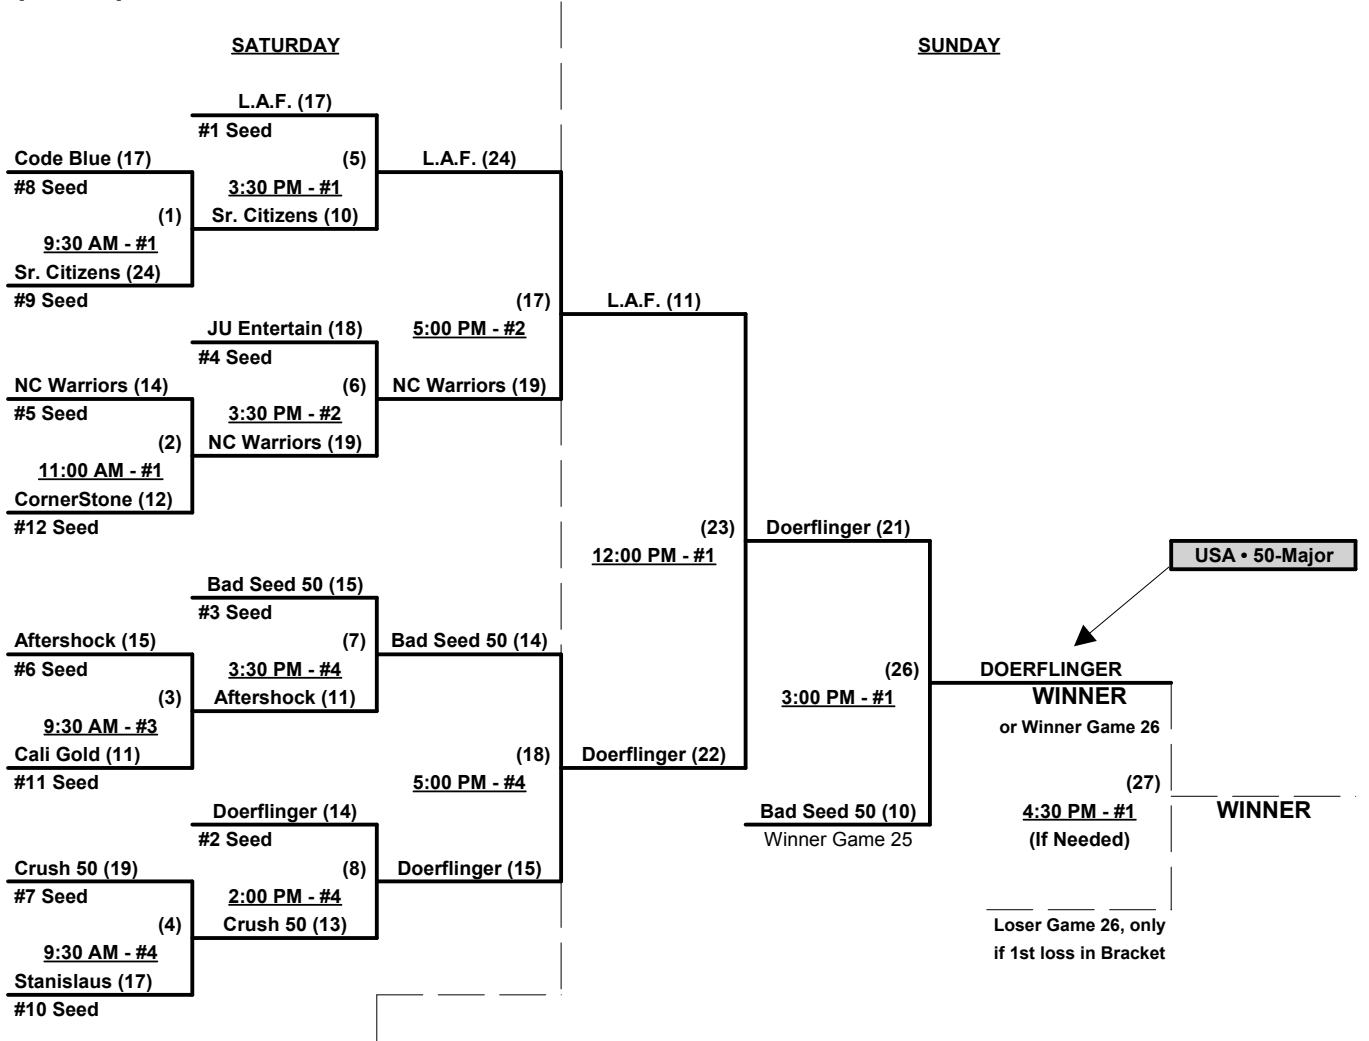 SATURDAY
SUNDAY
L.A.F. (17)
#1 Seed
Code Blue (17)
(5)
L.A.F. (24)
#8 Seed
3:30 PM - #1
(1)
Sr. Citizens (10)
9:30 AM - #1
Sr. Citizens (24)
#9 Seed
(17)
L.A.F. (11)
JU Entertain (18)
5:00 PM - #2
#4 Seed
NC Warriors (14)
(6)
NC Warriors (19)
#5 Seed
3:30 PM - #2
(2)
NC Warriors (19)
11:00 AM - #1
CornerStone (12)
#12 Seed
(23)
Doerflinger (21)
12:00 PM - #1
USA • 50-Major
Bad Seed 50 (15)
#3 Seed
Aftershock (15)
(7)
Bad Seed 50 (14)
#6 Seed
3:30 PM - #4
(26)
DOERFLINGER
(3)
Aftershock (11)
3:00 PM - #1
WINNER
9:30 AM - #3
or Winner Game 26
Cali Gold (11)
(18)
Doerflinger (22)
#11 Seed
5:00 PM - #4
(27)
Doerflinger (14)
Bad Seed 50 (10)
4:30 PM - #1
WINNER
#2 Seed
Winner Game 25
(If Needed)
Crush 50 (19)
(8)
Doerflinger (15)
#7 Seed
2:00 PM - #4
(4)
Crush 50 (13)
Loser Game 26, only
9:30 AM - #4
if 1st loss in Bracket
Stanislaus (17)
#10 Seed